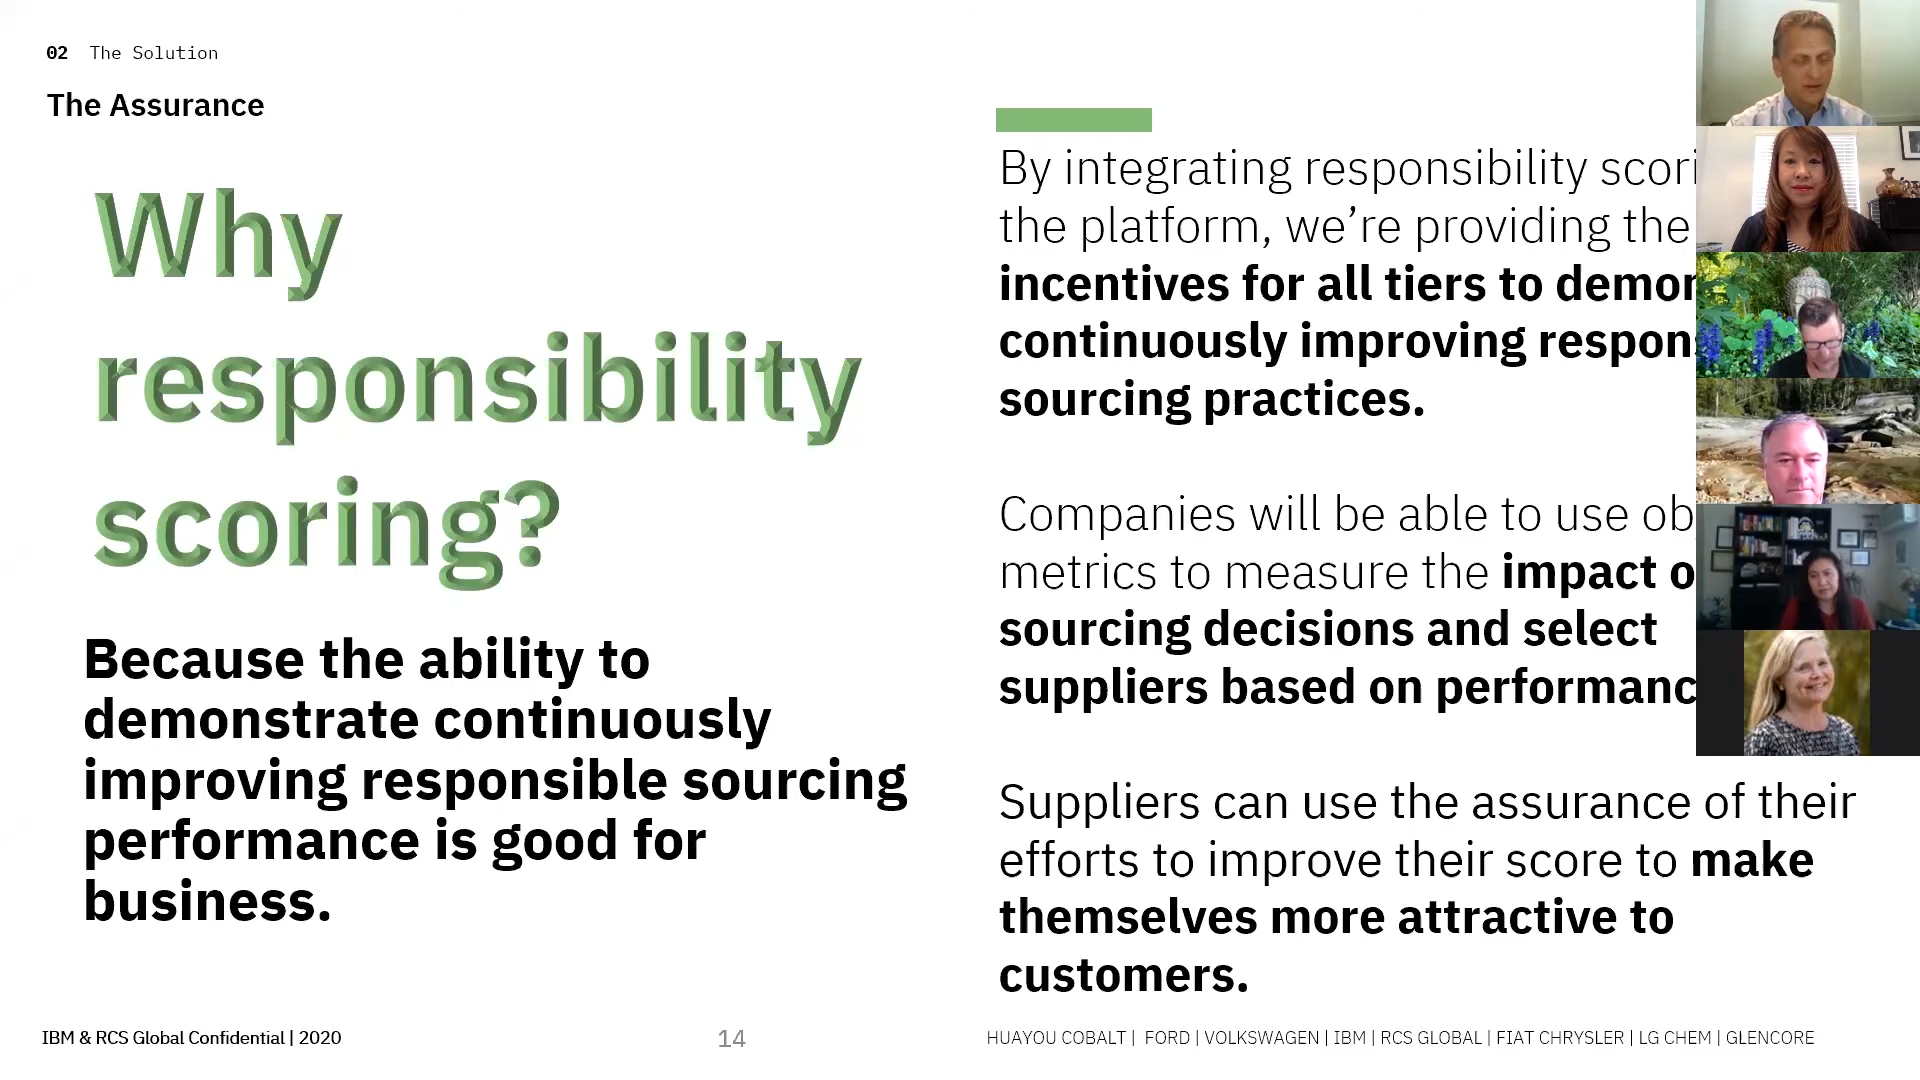 02 The Solution
The Assurance
Why
responsibility
scoring?
Because the ability to
demonstrate continuously
improving responsible sourcing
performance is good for
business.
By integrating responsibility scori
the platform, we’re providing the
incentives for all tiers to demon
continuously improving respons
sourcing practices.
Companies will be able to use obj
metrics to measure the impact o
sourcing decisions and select
suppliers based on performanc
Suppliers can use the assurance of their
efforts to improve their score to make
themselves more attractive to
customers.
IBM & RCS Global Confidential | 2020
14
HUAYOU COBALT | FORD | VOLKSWAGEN | IBM | RCS GLOBAL | FIAT CHRYSLER | LG CHEM | GLENCORE